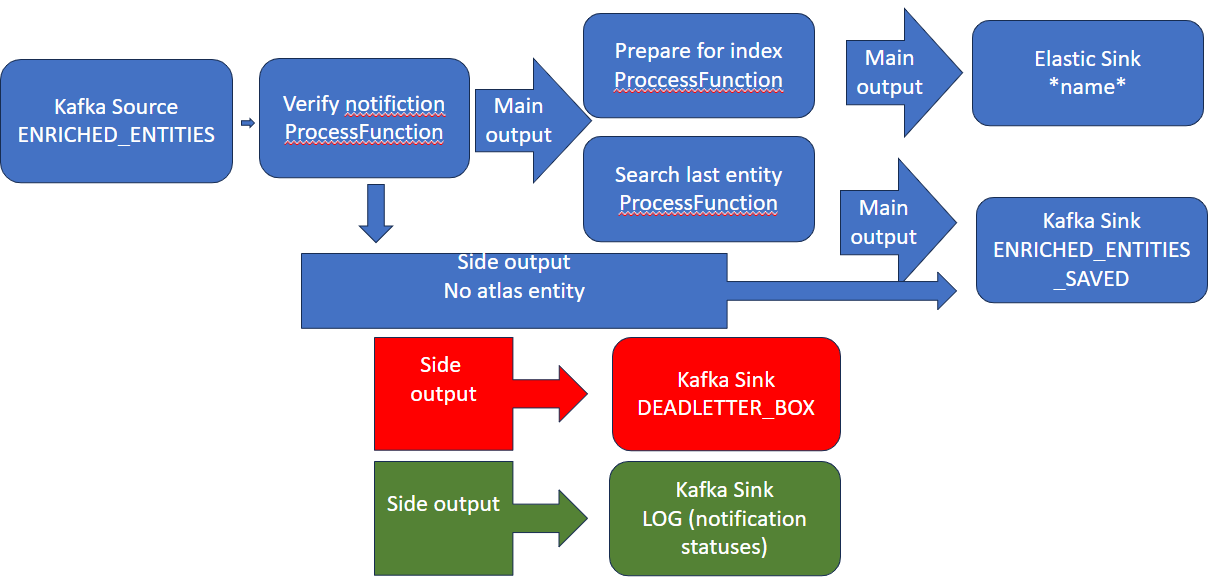 Kafka Source
ENRICHED_ENTITIES
Verify notifiction
ProcessFunction
Main
output
Prepare for index
ProccessFunction
Main
output
Elastic Sink
*name*
Search last entity
ProcessFunction
Main
output
Kafka Sink
ENRICHED_ENTITIES
_SAVED
Side output
No atlas entity
Side
output
Kafka Sink
DEADLETTER_BOX
Side output
Kafka Sink
LOG (notification
statuses)